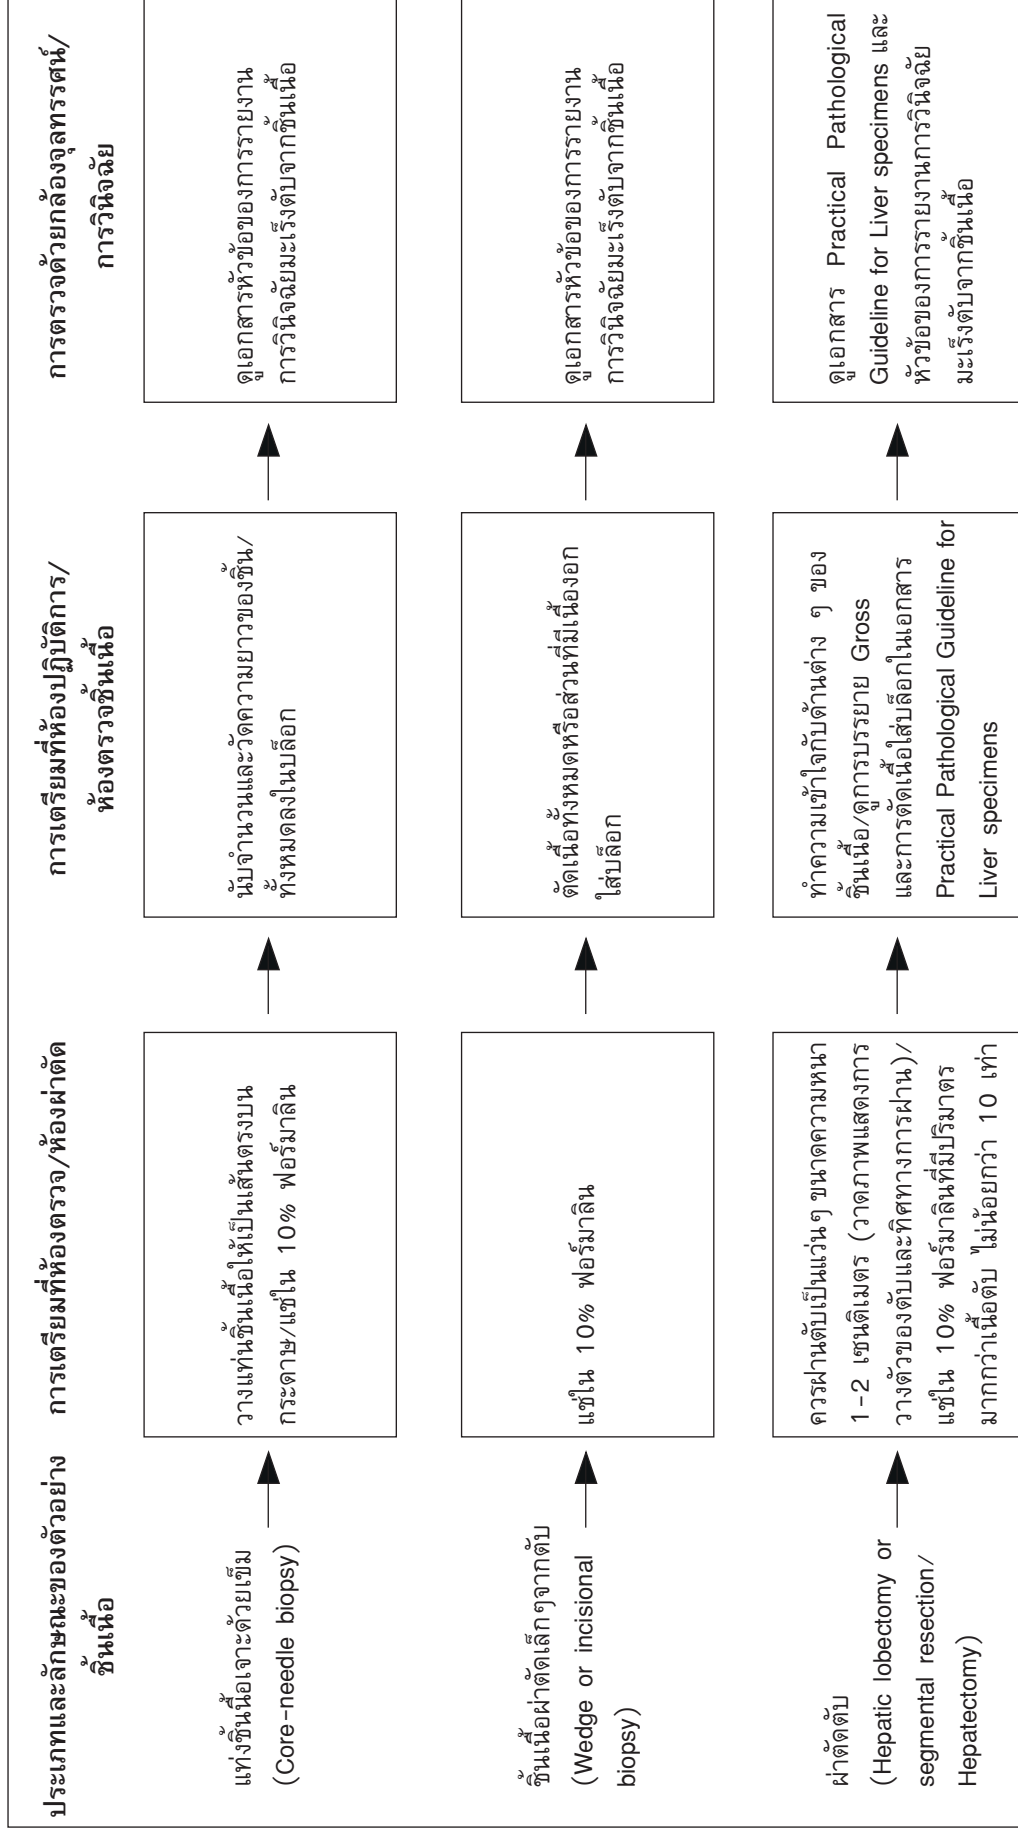 ประเภทและลักษณะของตัวอย่าง
ชิ้นเนื้อ
การเตรียมที่ห้องตรวจ/ห้องผ่าตัด
การเตรียมที่ห้องปฏิบัติการ/
ห้องตรวจชิ้นเนื้อ
การตรวจด้วยกล้องจุลทรรศน์/
การวินิจฉัย
แท่งชิ้นนื้อเจาะด้วยเข็ม
(Core-needle biopsy)
วางแท่นชิ้นเนื้อให้เป็นเส้นตรงบน
กระดาษ/แช่ใน 10% ฟอร์มาลิน
นับจำนวนและวัดความยาวของชิ้น/
ทั้งหมดลงในบล็อก
ดูเอกสารหัวข้อของการรายงาน
การวินิจฉัยมะเร็งตับจากชิ้นเนื้อ
ชิ้นเนื้อผ่าตัดเล็กๆจากตับ
(Wedge or incisional
biopsy)
แช่ใน 10% ฟอร์มาลิน
ตัดเนื้อทั้งหมดหรือส่วนที่มีเนื้องอก
ใส่บล็อก
ดูเอกสารหัวข้อของการรายงาน
การวินิจฉัยมะเร็งตับจากชิ้นเนื้อ
ผ่าตัดตับ
(Hepatic lobectomy or
segmental resection/
Hepatectomy)
ควรฝานตับเป็นแว่นๆ ขนาดความหนา
1-2 เซนติเมตร (วาดภาพแสดงการ
วางตัวของตับและทิศทางการฝาน)/
แช่ใน 10% ฟอร์มาลินที่มีปริมาตร
มากกว่าเนื้อตับ ไม่น้อยกว่า 10 เท่า
ทำความเข้าใจกับด้านต่าง ๆ ของ
ชิ้นเนื้อ/ดูการบรรยาย Gross
และการตัดเนื้อใส่บล็อกในเอกสาร
Practical Pathological Guideline for
Liver specimens
ดูเอกสาร Practical Pathological
Guideline for Liver specimens และ
หัวข้อของการรายงานการวินิจฉัย
มะเร็งตับจากชิ้นเนื้อ